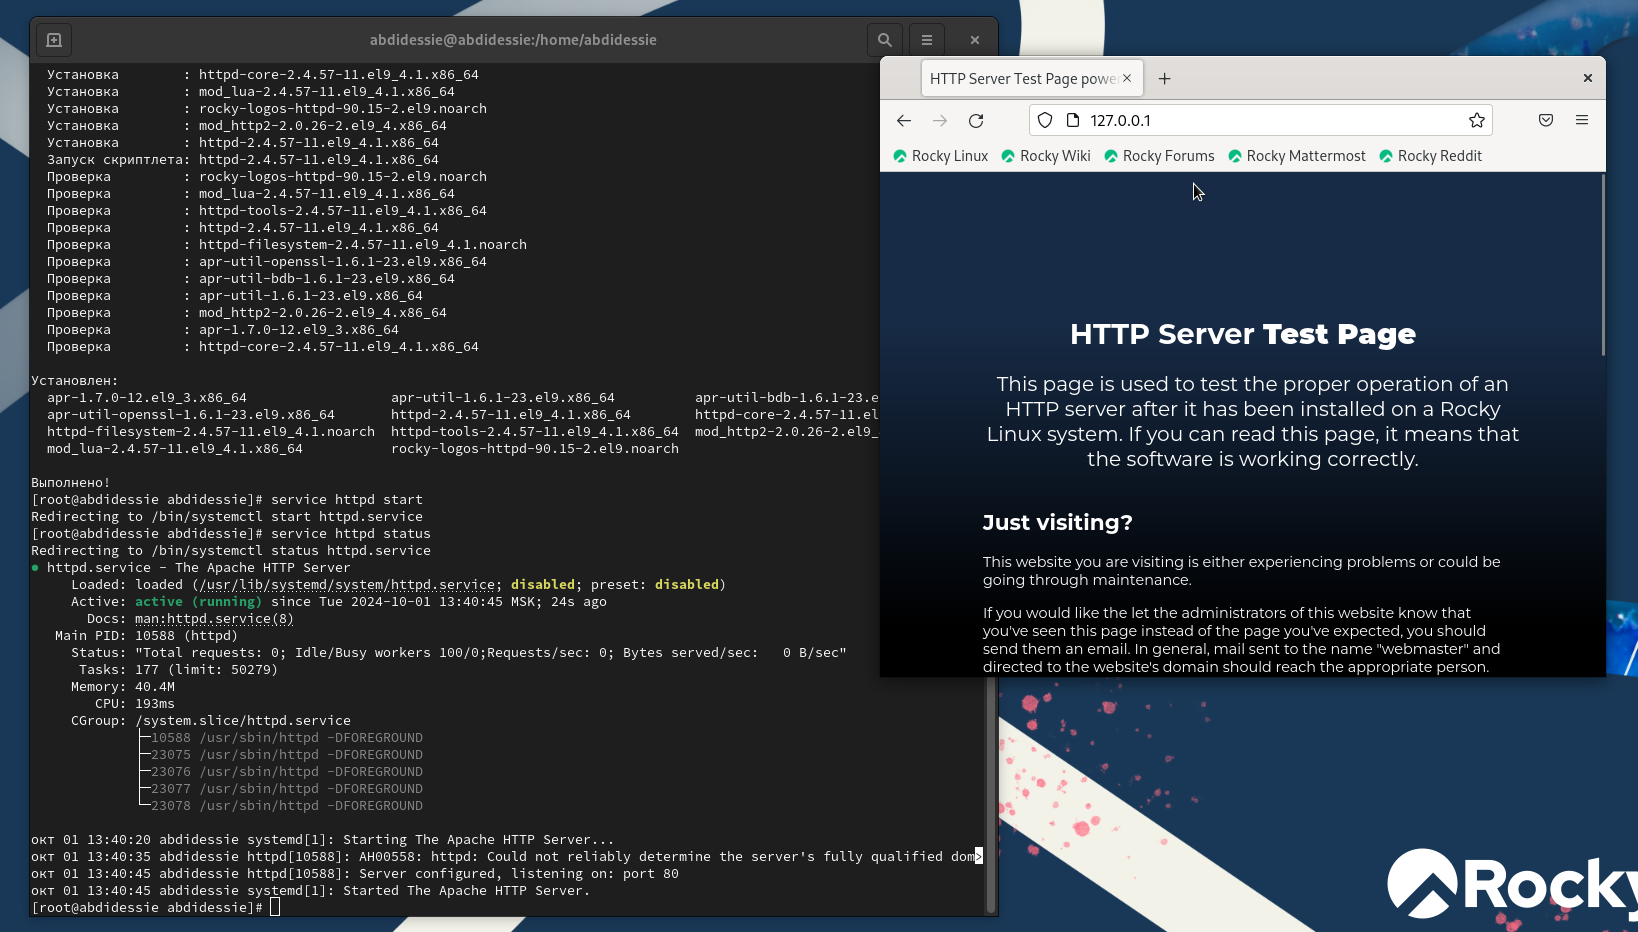 abdidessie@abdidessie:/home/abdidessie
Установка : httpd-core-2.4.57-11.el9_4.1.x86_64
Установка : mod_lua-2.4.57-11.el9_4.1.x86_64
Установка : rocky-logos-httpd-90.15-2.el9.noarch
Установка : mod_http2-2.0.26-2.el9_4.x86_64
Установка : httpd-2.4.57-11.el9_4.1.x86_64
Запуск скриптлета: httpd-2.4.57-11.el9_4.1.x86_64
Проверка : rocky-logos-httpd-90.15-2.el9.noarch
Проверка : mod_lua-2.4.57-11.el9_4.1.x86_64
Проверка : httpd-tools-2.4.57-11.el9_4.1.x86_64
Проверка : httpd-2.4.57-11.el9_4.1.x86_64
Проверка : httpd-filesystem-2.4.57-11.el9_4.1.noarch
Проверка : apr-util-openssl-1.6.1-23.el9.x86_64
Проверка : apr-util-bdb-1.6.1-23.el9.x86_64
Проверка : apr-util-1.6.1-23.el9.x86_64
Проверка : mod_http2-2.0.26-2.el9_4.x86_64
Проверка : apr-1.7.0-12.el9_3.x86_64
Проверка : httpd-core-2.4.57-11.el9_4.1.x86_64
Установлен:
apr-1.7.0-12.el9_3.x86_64 apr-util-1.6.1-23.el9.x86_64 apr-util-bdb-1.6.1-23.e
apr-util-openssl-1.6.1-23.el9.x86_64 httpd-2.4.57-11.el9_4.1.x86_64 httpd-core-2.4.57-11.el
httpd-filesystem-2.4.57-11.el9_4.1.noarch httpd-tools-2.4.57-11.el9_4.1.x86_64 mod_http2-2.0.26-2.el9_
mod_lua-2.4.57-11.el9_4.1.x86_64 rocky-logos-httpd-90.15-2.el9.noarch
Выполнено!
[root@abdidessie abdidessie]# service httpd start
Redirecting to /bin/systemctl start httpd.service
[root@abdidessie abdidessie]# service httpd status
Redirecting to /bin/systemctl status httpd.service
● httpd.service - The Apache HTTP Server
Loaded: loaded (/usr/lib/systemd/system/httpd.service; disabled; preset: disabled)
Active: active (running) since Tue 2024-10-01 13:40:45 MSK; 24s ago
Docs: man:httpd.service(8)
Main PID: 10588 (httpd)
Status: "Total requests: 0; Idle/Busy workers 100/0;Requests/sec: 0; Bytes served/sec: 0 B/sec"
Tasks: 177 (limit: 50279)
Memory: 40.4M
CPU: 193ms
CGroup: /system.slice/httpd.service
├─10588 /usr/sbin/httpd -DFOREGROUND
├─23075 /usr/sbin/httpd -DFOREGROUND
├─23076 /usr/sbin/httpd -DFOREGROUND
├─23077 /usr/sbin/httpd -DFOREGROUND
└─23078 /usr/sbin/httpd -DFOREGROUND
окт 01 13:40:20 abdidessie systemd[1]: Starting The Apache HTTP Server...
окт 01 13:40:35 abdidessie httpd[10588]: AH00558: httpd: Could not reliably determine the server's fully qualified dom>
окт 01 13:40:45 abdidessie httpd[10588]: Server configured, listening on: port 80
окт 01 13:40:45 abdidessie systemd[1]: Started The Apache HTTP Server.
[root@abdidessie abdidessie]#
HTTP Server Test Page powe
127.0.0.1
Rocky Linux Rocky Wiki Rocky Forums Rocky Mattermost Rocky Reddit
HTTP Server Test Page
This page is used to test the proper operation of an
HTTP server after it has been installed on a Rocky
Linux system. If you can read this page, it means that
the software is working correctly.
Just visiting?
This website you are visiting is either experiencing problems or could be
going through maintenance.
If you would like the let the administrators of this website know that
you've seen this page instead of the page you've expected, you should
send them an email. In general, mail sent to the name "webmaster" and
directed to the website's domain should reach the appropriate person.
Rocky